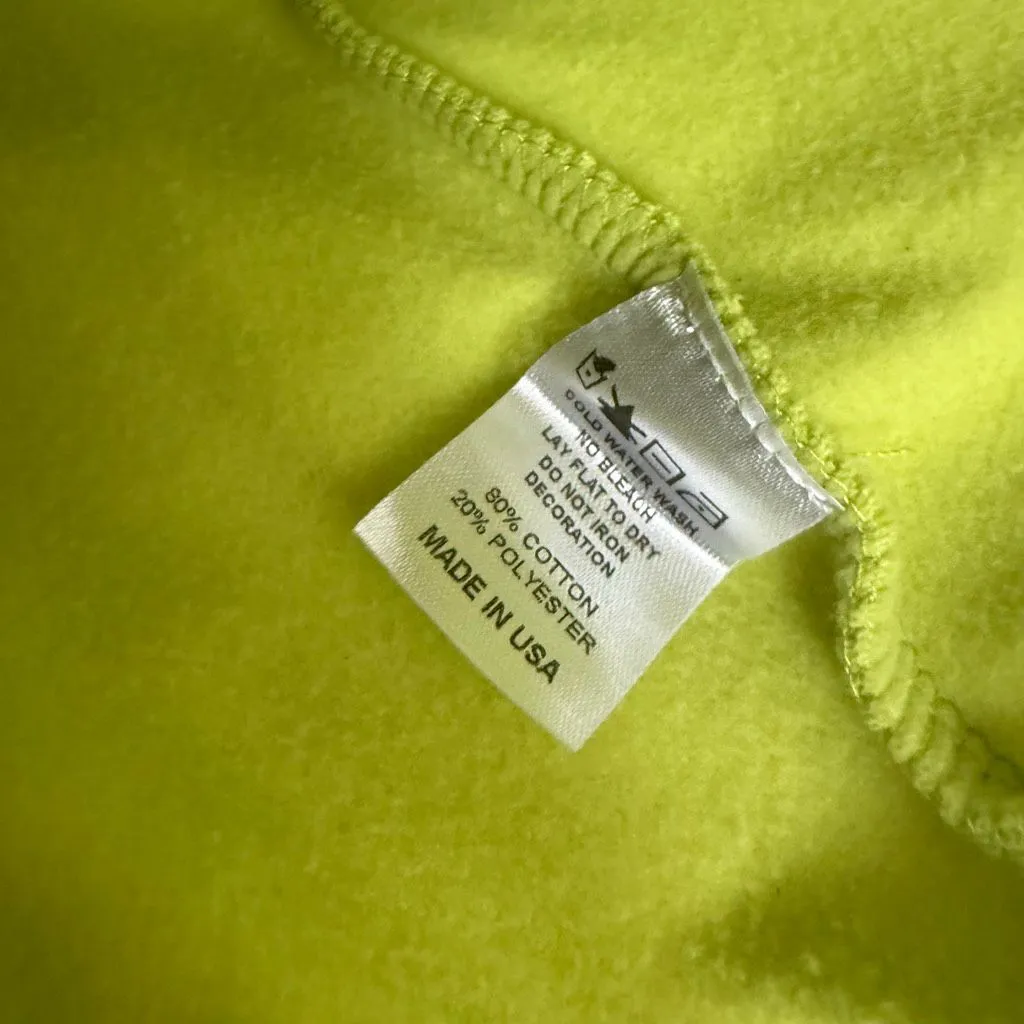 COLD WATER WASH
NO BLEACH
LAY FLAT TO DRY
DO NOT IRON
DECORATION
80% COTTON
20% POLYESTER
MADE IN USA